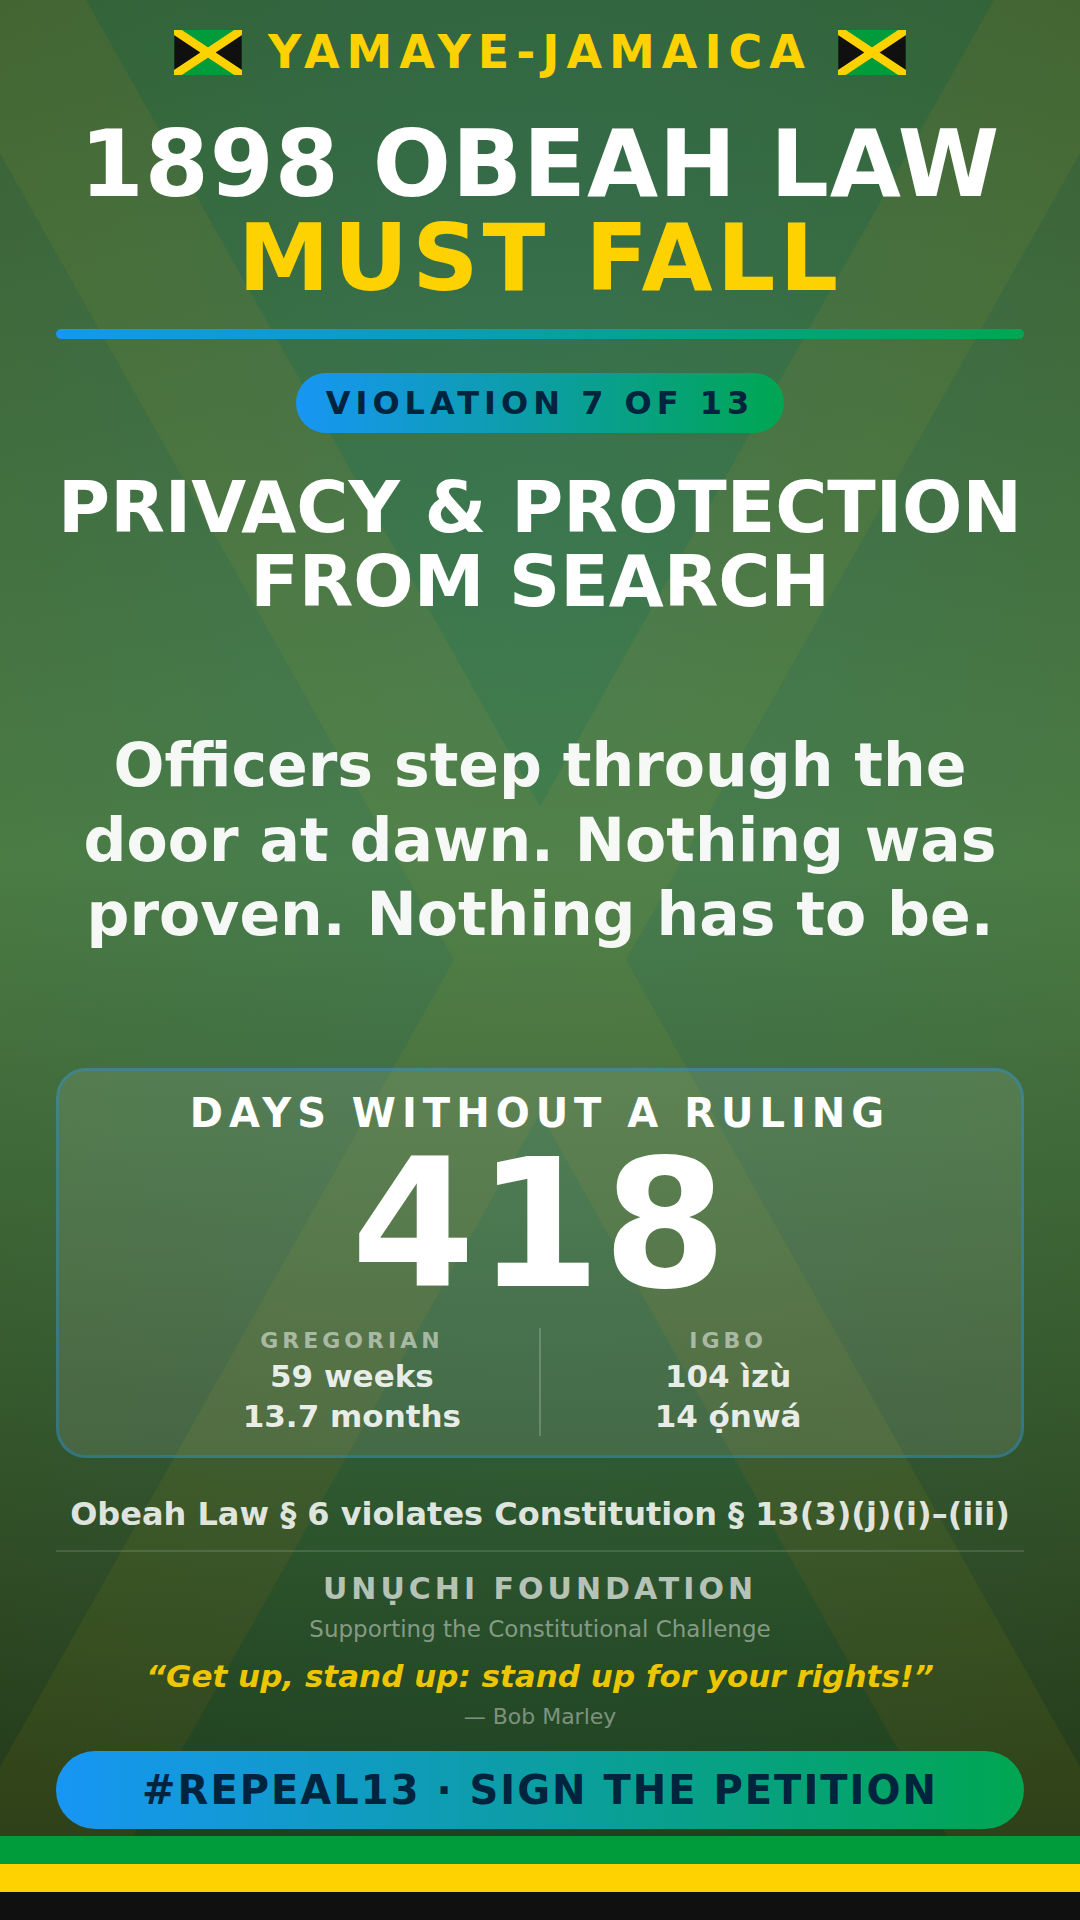 YAMAYE-JAMAICA
1898 OBEAH LAW
MUST FALL
VIOLATION 7 OF 13
PRIVACY & PROTECTION
FROM SEARCH
Officers step through the
door at dawn. Nothing was
proven. Nothing has to be.
DAYS WITHOUT A RULING
418
GREGORIAN
59 weeks
13.7 months
IGBO
104 ìzù
14 ọ́nwá
Obeah Law § 6 violates Constitution § 13(3)(j)(i)–(iii)
UNỤCHI FOUNDATION
Supporting the Constitutional Challenge
“Get up, stand up: stand up for your rights!”
— Bob Marley
#REPEAL13 · SIGN THE PETITION